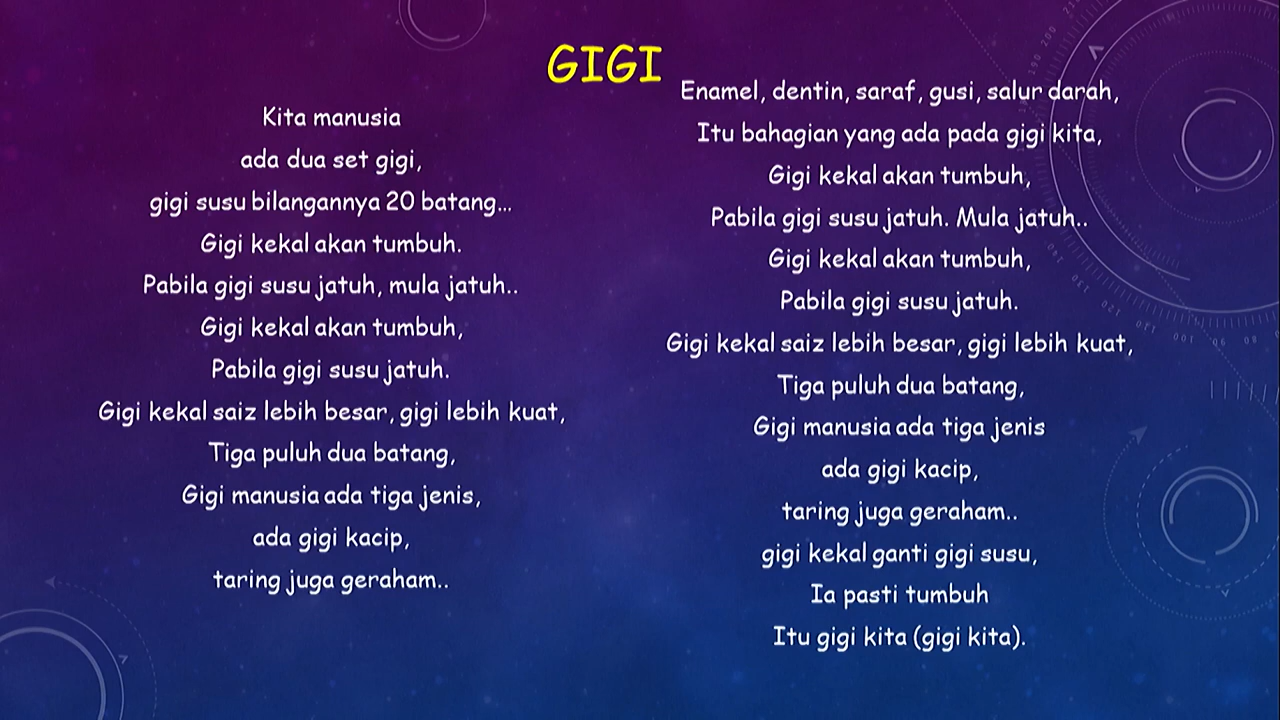 GIGI
Kita manusia
ada dua set gigi,
gigi susu bilangannya 20 batang...
Gigi kekal akan tumbuh.
Pabila gigi susu jatuh, mula jatuh..
Gigi kekal akan tumbuh,
Pabila gigi susu jatuh.
Gigi kekal saiz lebih besar, gigi lebih kuat,
Tiga puluh dua batang,
Gigi manusia ada tiga jenis,
ada gigi kacip,
taring juga geraham..
Enamel, dentin, saraf, gusi, salur darah,
Itu bahagian yang ada pada gigi kita,
Gigi kekal akan tumbuh,
Pabila gigi susu jatuh. Mula jatuh..
Gigi kekal akan tumbuh,
Pabila gigi susu jatuh.
Gigi kekal saiz lebih besar, gigi lebih kuat,
Tiga puluh dua batang,
Gigi manusia ada tiga jenis
ada gigi kacip,
taring juga geraham..
gigi kekal ganti gigi susu,
Ia pasti tumbuh
Itu gigi kita (gigi kita).